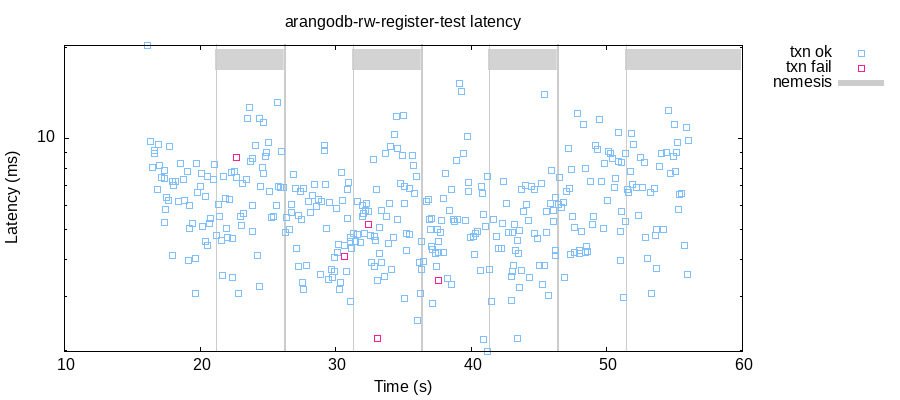 arangodb-rw-register-test latency
txn ok
txn fail
nemesis
10
Latency (ms)
10 20 30 40 50 60
Time (s)